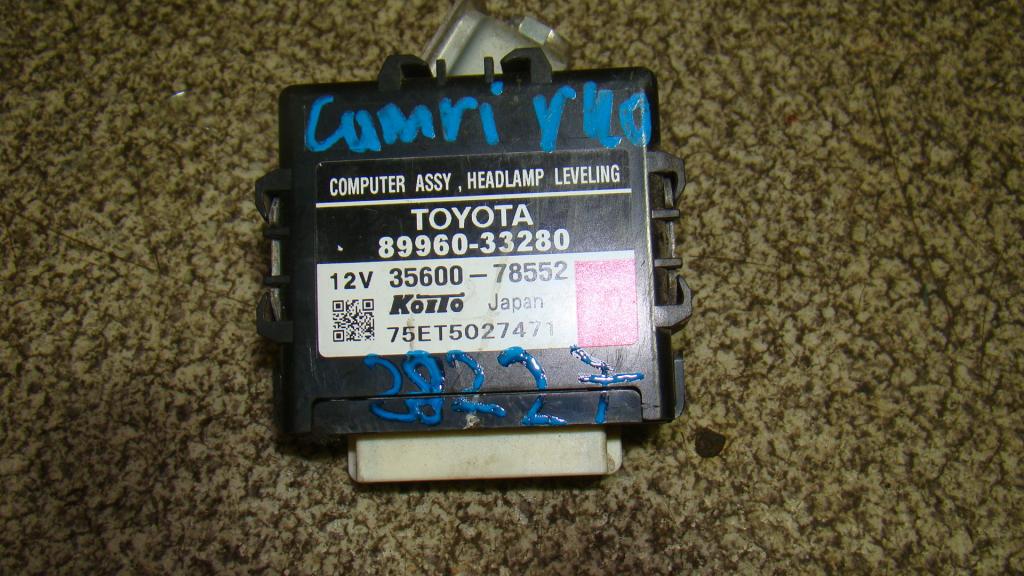 Camri V40
COMPUTER ASSY , HEADLAMP LEVELING
TOYOTA
89960-33280
12V 35600-78552
KOITO Japan
75ET5027471